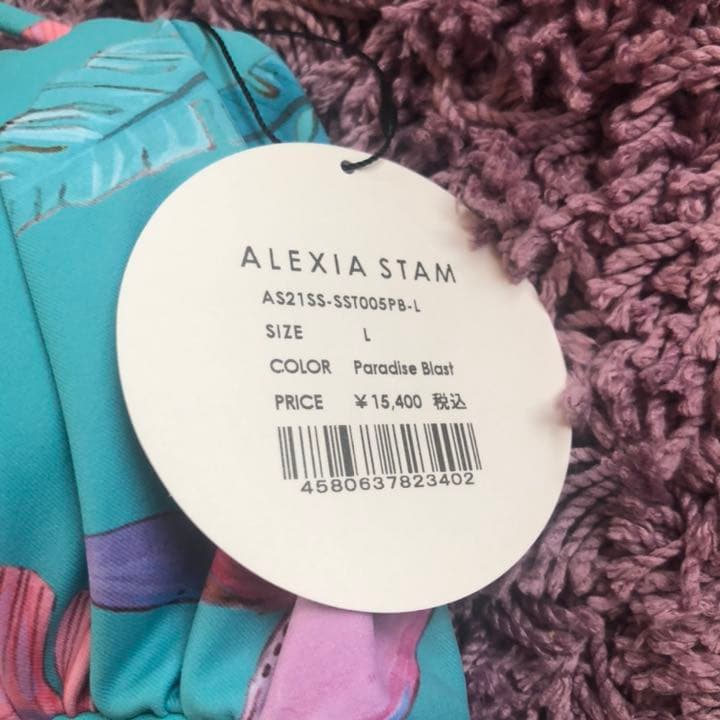 ALEXIA STAM
AS21SS-SST005PB-L
SIZE L
COLOR Paradise Blast
PRICE ¥15,400 税込
4580637823402